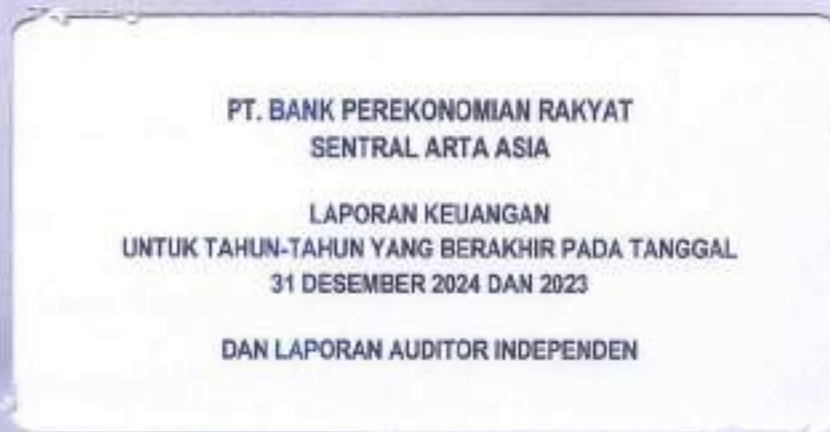 PT. BANK PEREKONOMIAN RAKYAT
SENTRAL ARTA ASIA
LAPORAN KEUANGAN
UNTUK TAHUN-TAHUN YANG BERAKHIR PADA TANGGAL
31 DESEMBER 2024 DAN 2023
DAN LAPORAN AUDITOR INDEPENDEN